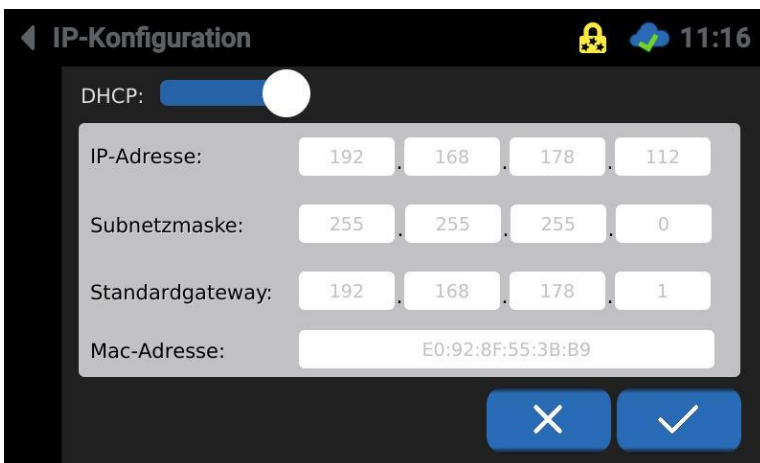 IP-Konfiguration 11:16
DHCP:
IP-Adresse: 192 . 168 . 178 . 112
Subnetzmaske: 255 . 255 . 255 . 0
Standardgateway: 192 . 168 . 178 . 1
Mac-Adresse: E0:92:8F:55:3B:B9